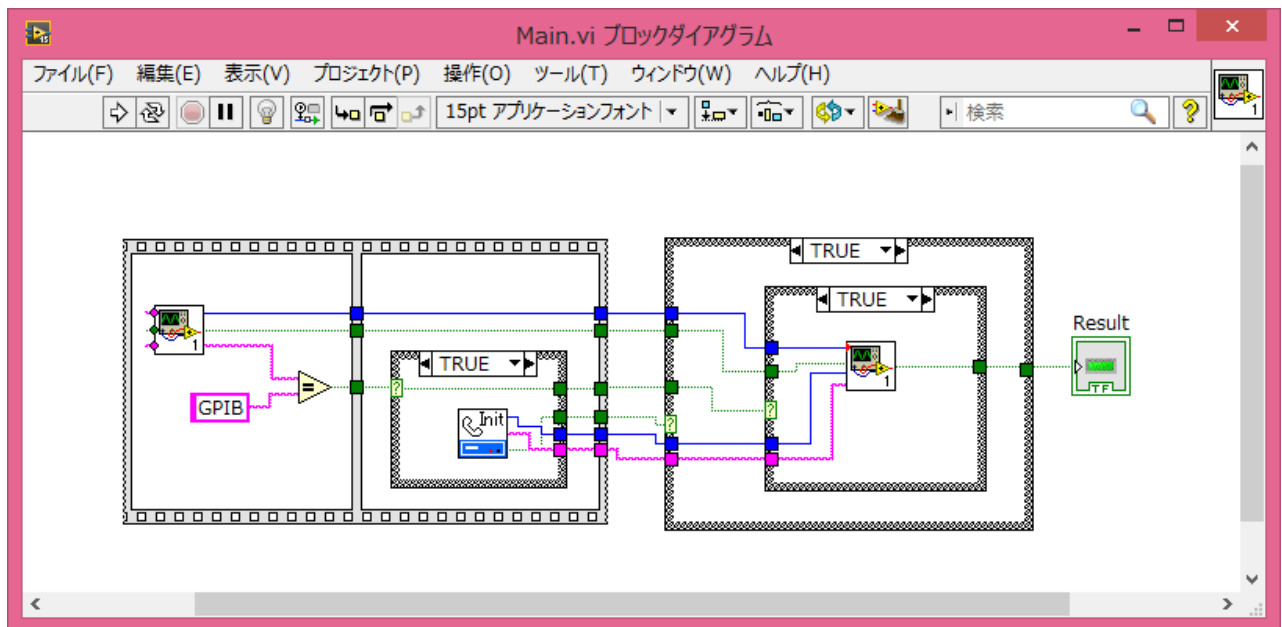 Main.vi ブロックダイアグラム
ファイル(F) 編集(E) 表示(V) プロジェクト(P) 操作(O) ツール(T) ウィンドウ(W) ヘルプ(H)
15pt アプリケーションフォント 検索
TRUE
TRUE
Result
TRUE
1
1
GPIB
Init
TF